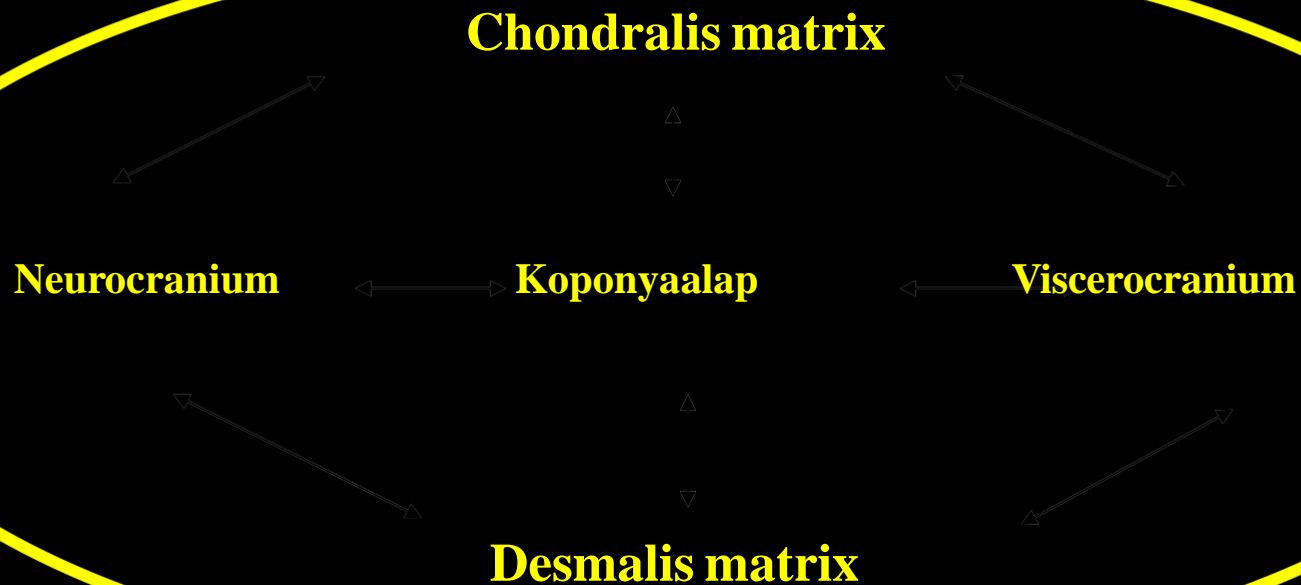 Chondralis matrix
Neurocranium Koponyaalap Viscerocranium
Desmalis matrix